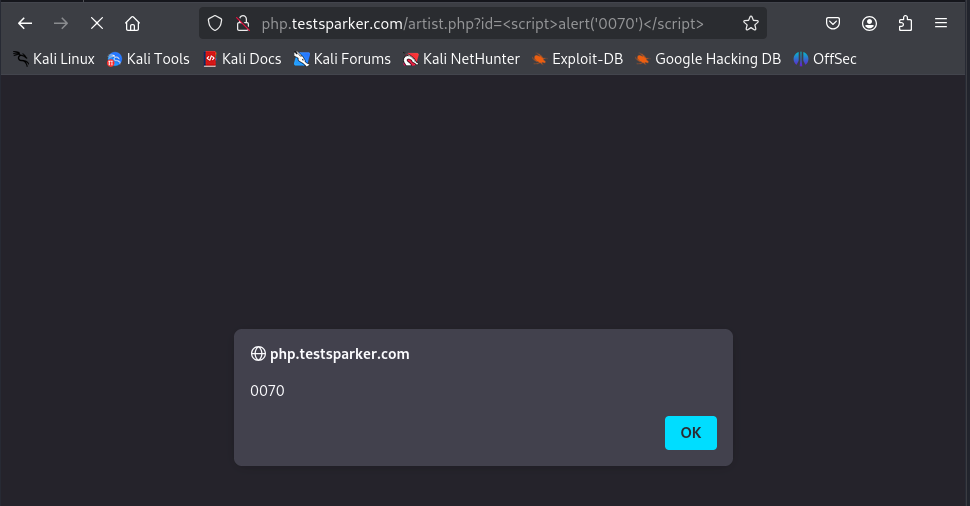 php.testsparker.com/artist.php?id=<script>alert('0070')</script>
Kali Linux Kali Tools Kali Docs Kali Forums Kali NetHunter Exploit-DB Google Hacking DB OffSec
php.testsparker.com
0070
OK